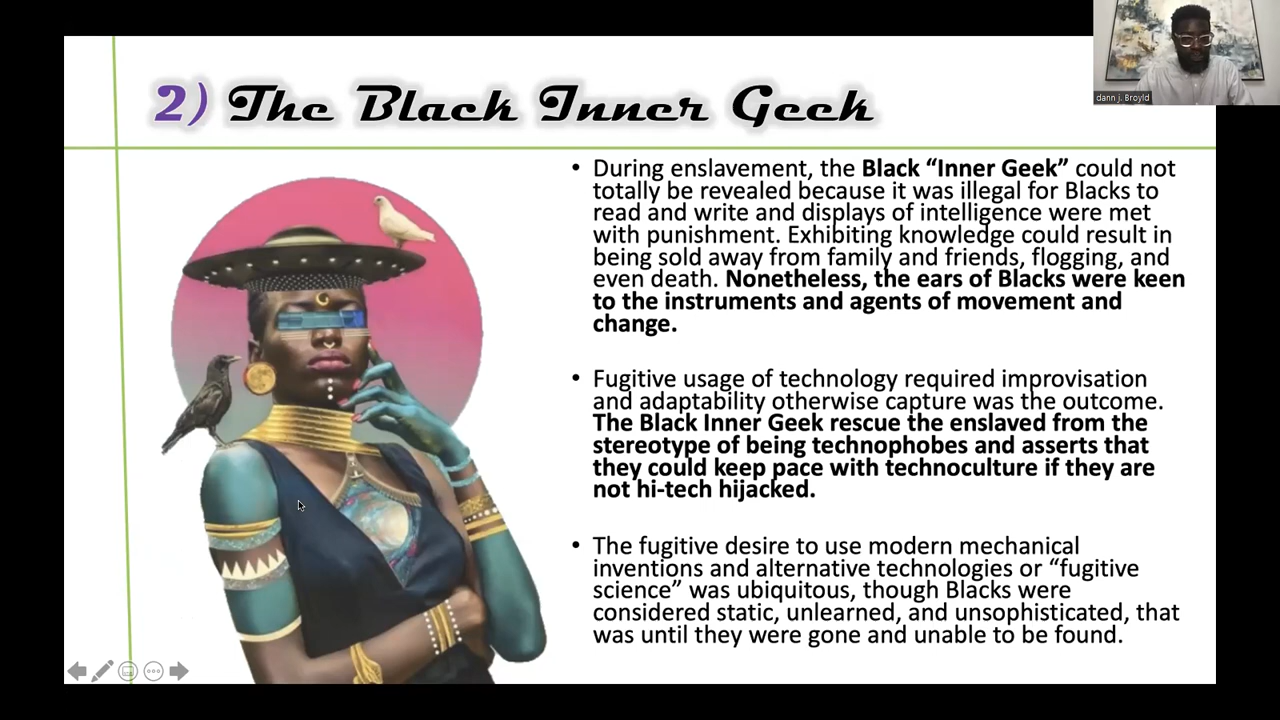 2) The Black Inner Geek
dann j. Broyld
• During enslavement, the Black “Inner Geek” could not
totally be revealed because it was illegal for Blacks to
read and write and displays of intelligence were met
with punishment. Exhibiting knowledge could result in
being sold away from family and friends, flogging, and
even death. Nonetheless, the ears of Blacks were keen
to the instruments and agents of movement and
change.
• Fugitive usage of technology required improvisation
and adaptability otherwise capture was the outcome.
The Black Inner Geek rescue the enslaved from the
stereotype of being technophobes and asserts that
they could keep pace with technoculture if they are
not hi-tech hijacked.
• The fugitive desire to use modern mechanical
inventions and alternative technologies or “fugitive
science” was ubiquitous, though Blacks were
considered static, unlearned, and unsophisticated, that
was until they were gone and unable to be found.